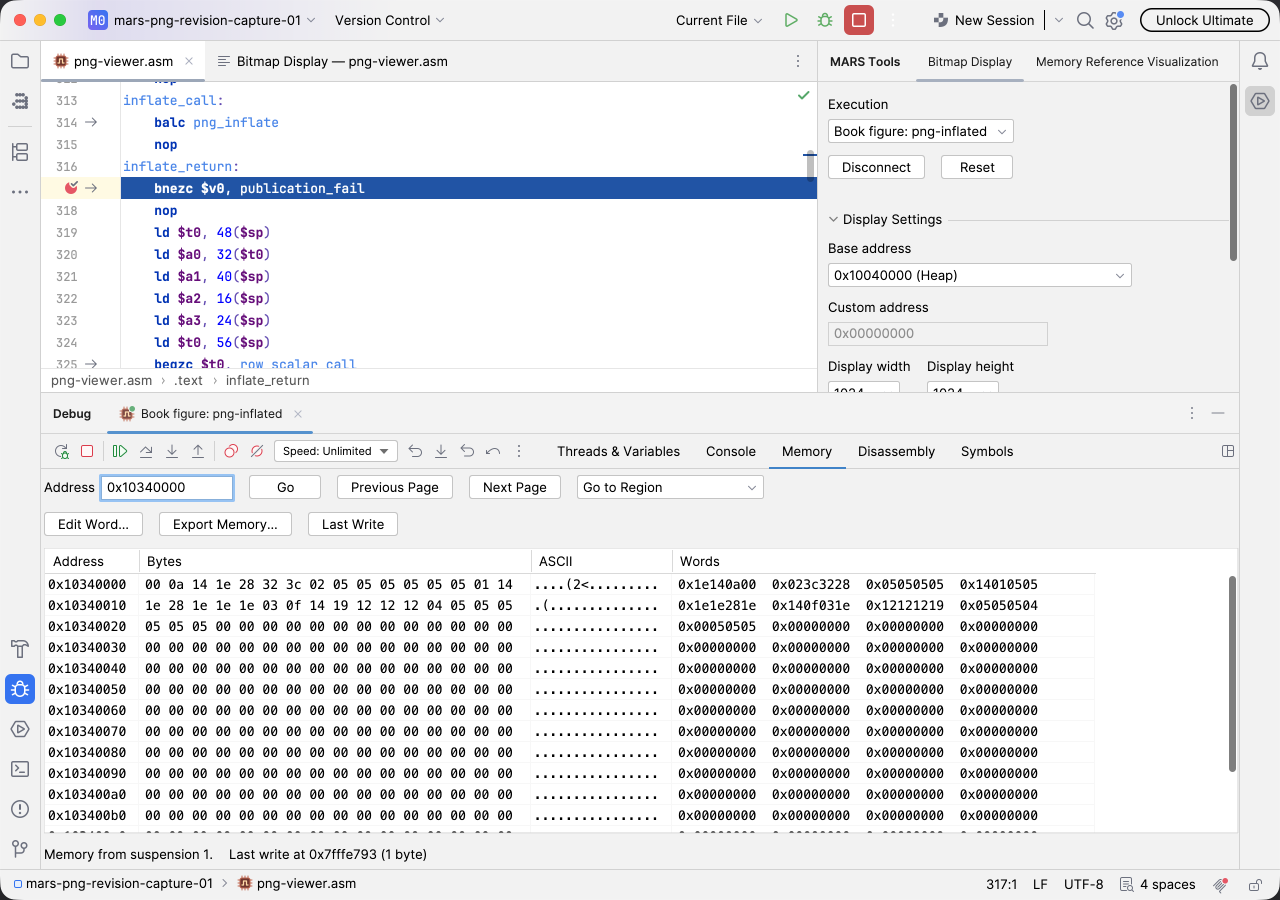 M0 mars-png-revision-capture-01 Version Control Current File New Session Unlock Ultimate
png-viewer.asm Bitmap Display — png-viewer.asm
MARS Tools Bitmap Display Memory Reference Visualization
313 inflate_call:
314 balc png_inflate
315 nop
316 inflate_return:
bnezc $v0, publication_fail
318 nop
319 ld $t0, 48($sp)
320 ld $a0, 32($t0)
321 ld $a1, 40($sp)
322 ld $a2, 16($sp)
323 ld $a3, 24($sp)
324 ld $t0, 56($sp)
325 beqzc $t0, row_scalar_call
png-viewer.asm › .text › inflate_return
Execution
Book figure: png-inflated
Disconnect Reset
Display Settings
Base address
0x10040000 (Heap)
Custom address
0x00000000
Display width Display height
1024 1024
Debug Book figure: png-inflated
Speed: Unlimited Threads & Variables Console Memory Disassembly Symbols
Address 0x10340000 Go Previous Page Next Page Go to Region
Edit Word... Export Memory... Last Write
Address Bytes ASCII Words
0x10340000 00 0a 14 1e 28 32 3c 02 05 05 05 05 05 05 01 14 ....(2<......... 0x1e140a00 0x023c3228 0x05050505 0x14010505
0x10340010 1e 28 1e 1e 1e 03 0f 14 19 12 12 12 04 05 05 05 .(.............. 0x1e1e281e 0x140f031e 0x12121219 0x05050504
0x10340020 05 05 05 00 00 00 00 00 00 00 00 00 00 00 00 00 ................ 0x00050505 0x00000000 0x00000000 0x00000000
0x10340030 00 00 00 00 00 00 00 00 00 00 00 00 00 00 00 00 ................ 0x00000000 0x00000000 0x00000000 0x00000000
0x10340040 00 00 00 00 00 00 00 00 00 00 00 00 00 00 00 00 ................ 0x00000000 0x00000000 0x00000000 0x00000000
0x10340050 00 00 00 00 00 00 00 00 00 00 00 00 00 00 00 00 ................ 0x00000000 0x00000000 0x00000000 0x00000000
0x10340060 00 00 00 00 00 00 00 00 00 00 00 00 00 00 00 00 ................ 0x00000000 0x00000000 0x00000000 0x00000000
0x10340070 00 00 00 00 00 00 00 00 00 00 00 00 00 00 00 00 ................ 0x00000000 0x00000000 0x00000000 0x00000000
0x10340080 00 00 00 00 00 00 00 00 00 00 00 00 00 00 00 00 ................ 0x00000000 0x00000000 0x00000000 0x00000000
0x10340090 00 00 00 00 00 00 00 00 00 00 00 00 00 00 00 00 ................ 0x00000000 0x00000000 0x00000000 0x00000000
0x103400a0 00 00 00 00 00 00 00 00 00 00 00 00 00 00 00 00 ................ 0x00000000 0x00000000 0x00000000 0x00000000
0x103400b0 00 00 00 00 00 00 00 00 00 00 00 00 00 00 00 00 ................ 0x00000000 0x00000000 0x00000000 0x00000000
Memory from suspension 1. Last write at 0x7fffe793 (1 byte)
mars-png-revision-capture-01 › png-viewer.asm 317:1 LF UTF-8 4 spaces